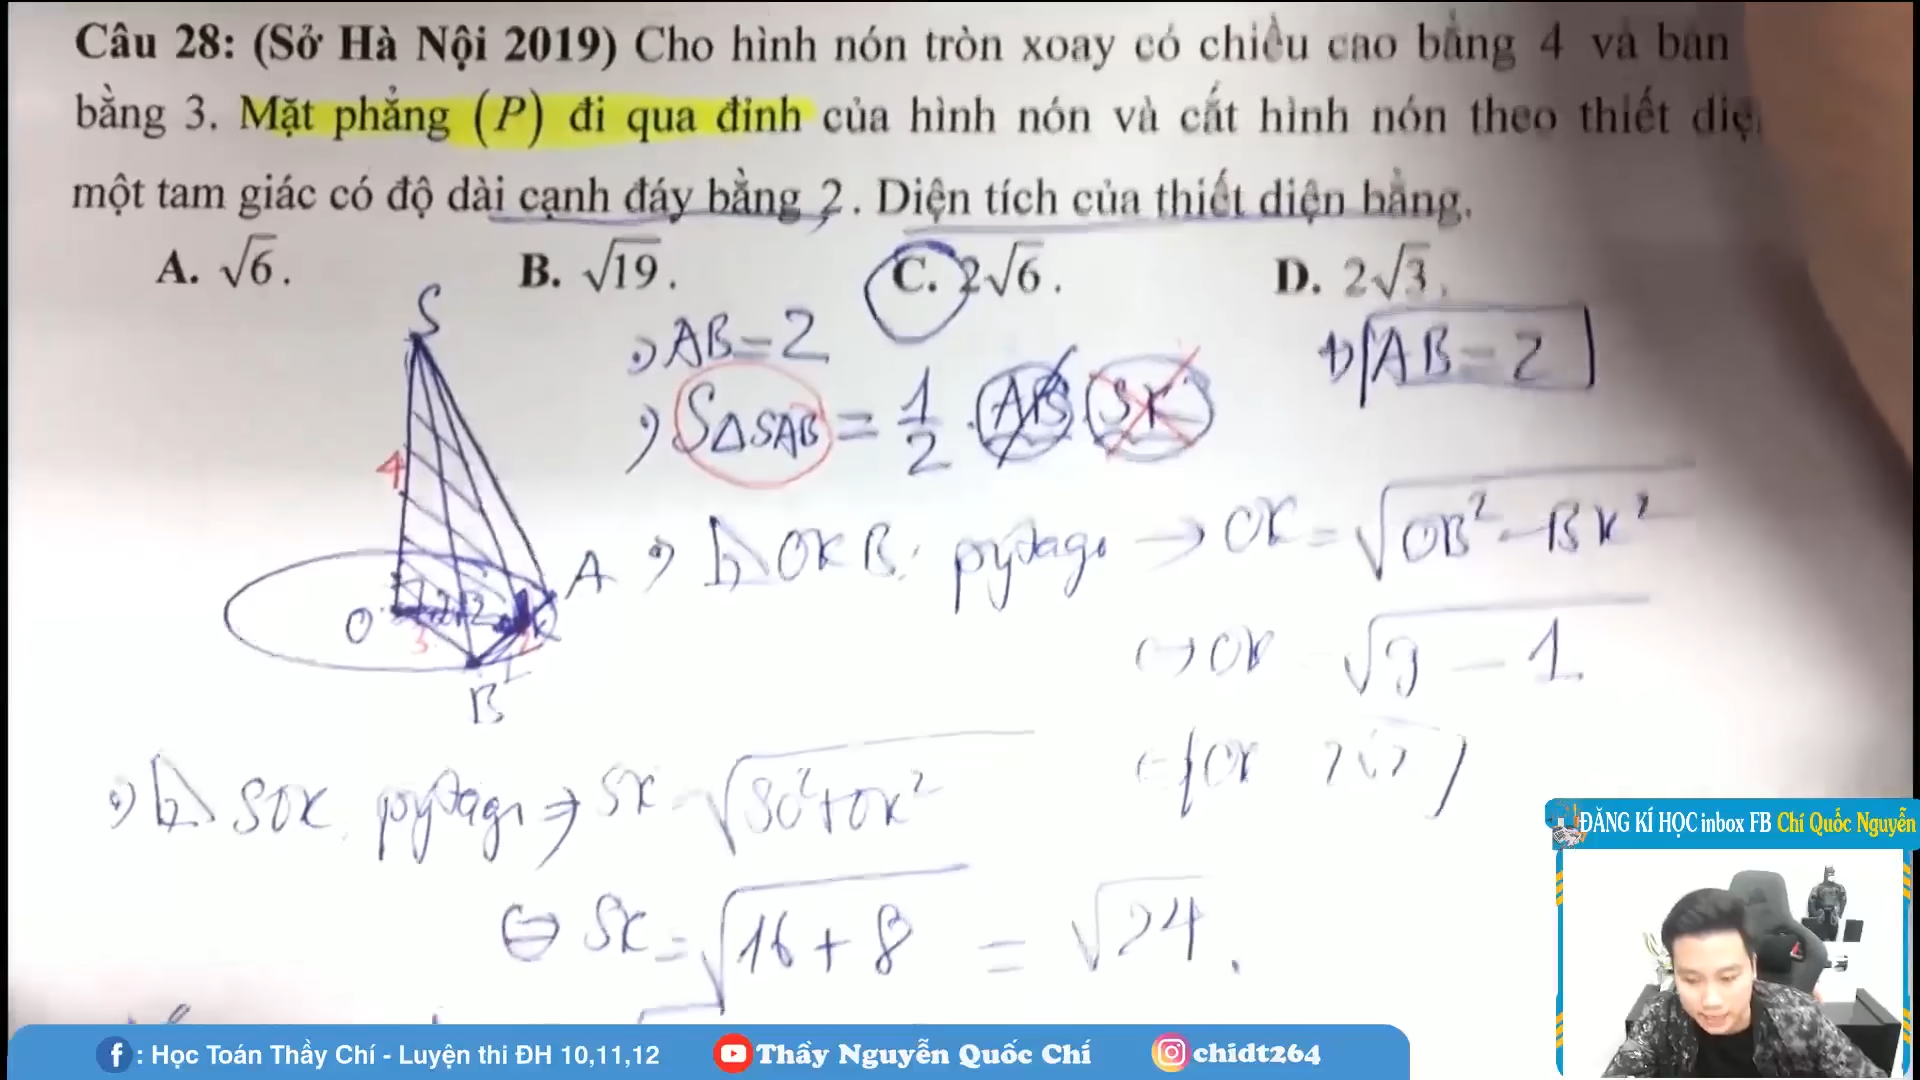 Câu 28: (Sở Hà Nội 2019) Cho hình nón tròn xoay có chiều cao bằng 4 và bán
bằng 3. Mặt phẳng (P) đi qua đỉnh của hình nón và cắt hình nón theo thiết diệ
một tam giác có độ dài cạnh đáy bằng 2. Diện tích của thiết diện bằng.
A. √6. B. √19. C. 2√6. D. 2√3.
S
AB = 2
AB = 2
S△SAB = 1/2 . AB SK
4
A
OKB: pytago → OK = √(OB² - BK²)
O
3
K
↔ OK √9 - 1
B
1
OK
SOK pytago ⇒ SK √(SO² + OK²)
⇔ SK = √(16 + 8) = √24.
ĐĂNG KÍ HỌC inbox FB Chí Quốc Nguyễn
f : Học Toán Thầy Chí - Luyện thi ĐH 10,11,12
Thầy Nguyễn Quốc Chí
chidt264